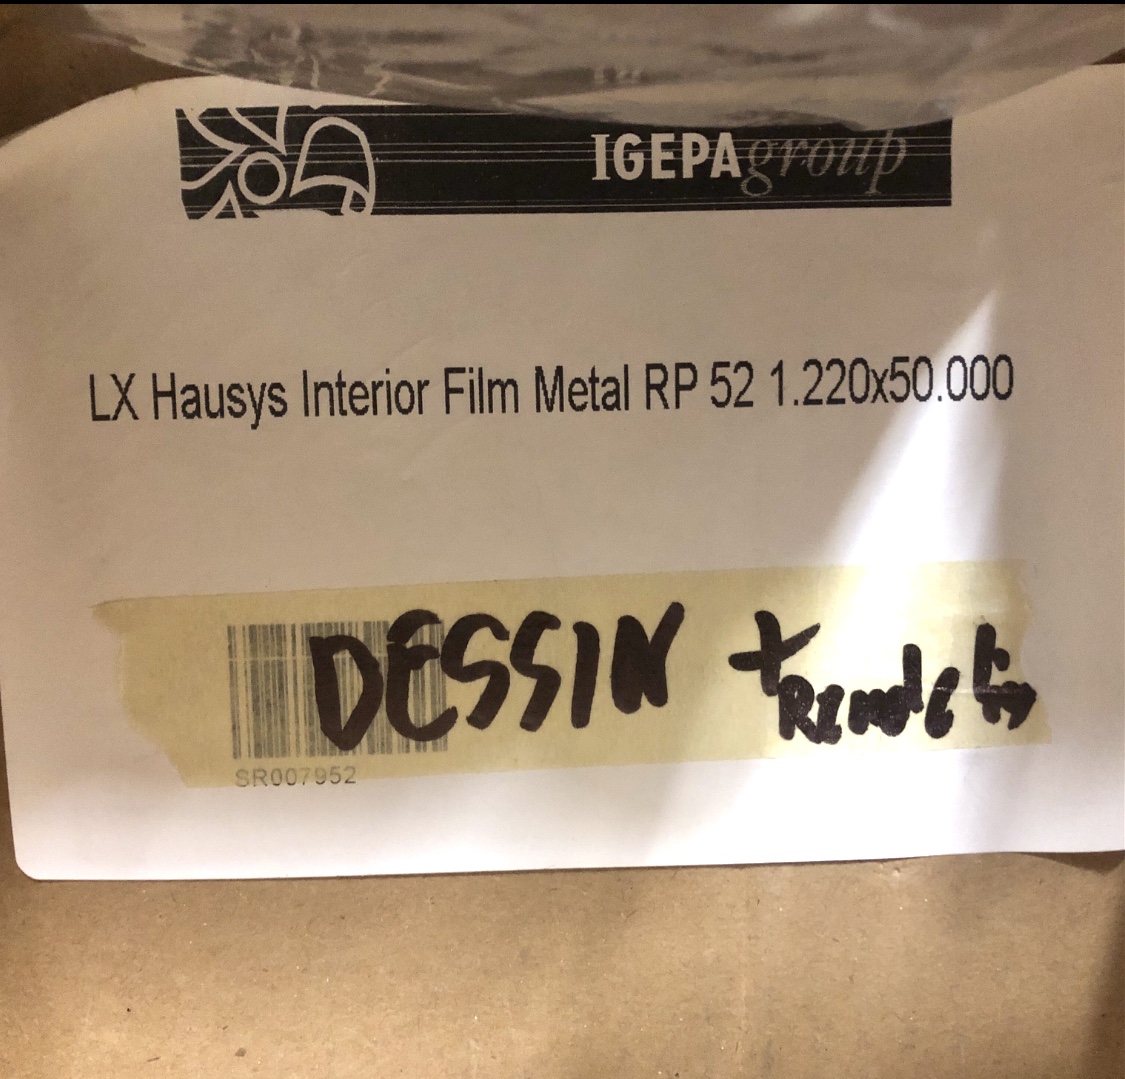 IGEPAgroup
LX Hausys Interior Film Metal RP 52 1.220x50.000
DESSIN +
SR007952